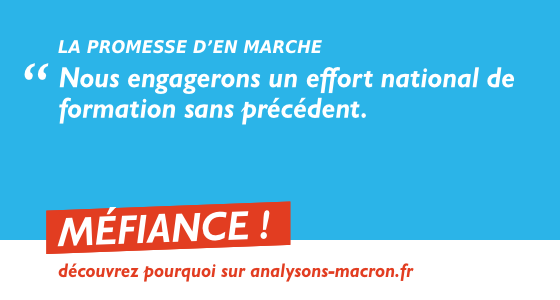 LA PROMESSE D’EN MARCHE
“ Nous engagerons un effort national de
formation sans précédent.
MÉFIANCE !
découvrez pourquoi sur analysons-macron.fr